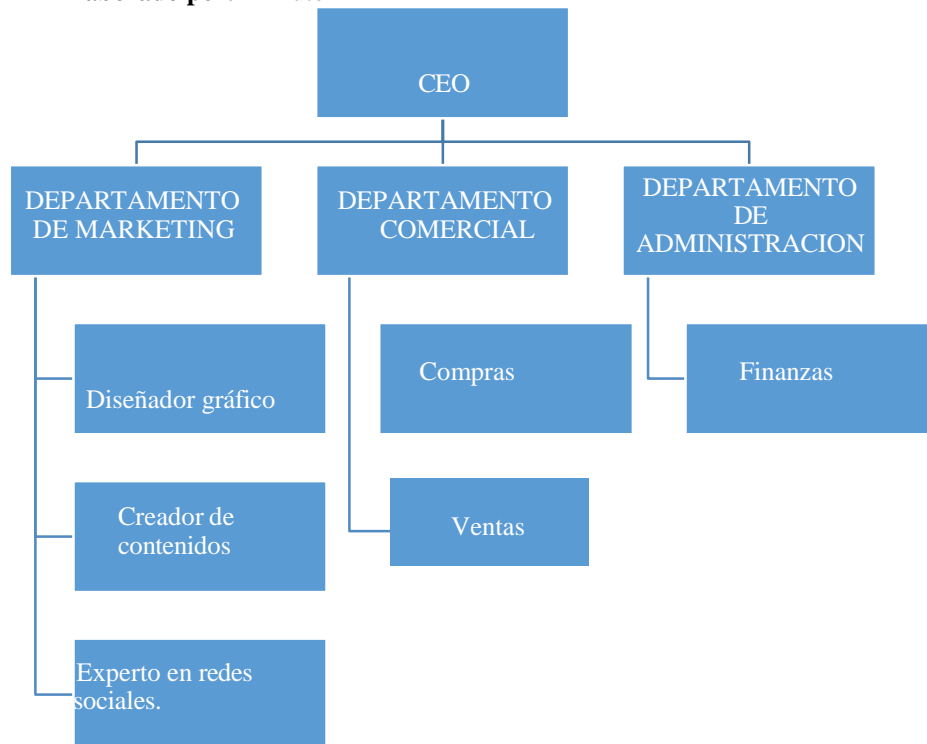 CEO
DEPARTAMENTO
DE MARKETING
DEPARTAMENTO
COMERCIAL
DEPARTAMENTO
DE
ADMINISTRACION
Diseñador gráfico
Creador de
contenidos
Experto en redes
sociales.
Compras
Ventas
Finanzas